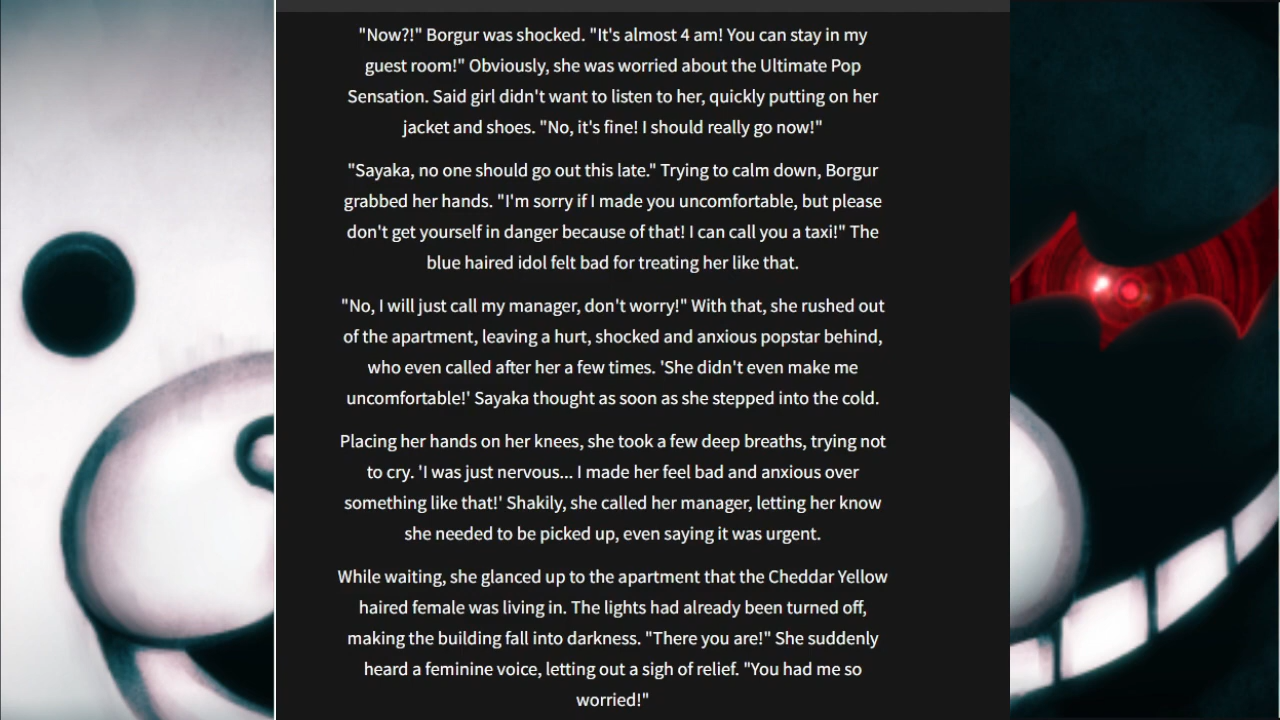 "Now?!" Borgur was shocked. "It's almost 4 am! You can stay in my
guest room!" Obviously, she was worried about the Ultimate Pop
Sensation. Said girl didn't want to listen to her, quickly putting on her
jacket and shoes. "No, it's fine! I should really go now!"
"Sayaka, no one should go out this late." Trying to calm down, Borgur
grabbed her hands. "I'm sorry if I made you uncomfortable, but please
don't get yourself in danger because of that! I can call you a taxi!" The
blue haired idol felt bad for treating her like that.
"No, I will just call my manager, don't worry!" With that, she rushed out
of the apartment, leaving a hurt, shocked and anxious popstar behind,
who even called after her a few times. 'She didn't even make me
uncomfortable!' Sayaka thought as soon as she stepped into the cold.
Placing her hands on her knees, she took a few deep breaths, trying not
to cry. 'I was just nervous... I made her feel bad and anxious over
something like that!' Shakily, she called her manager, letting her know
she needed to be picked up, even saying it was urgent.
While waiting, she glanced up to the apartment that the Cheddar Yellow
haired female was living in. The lights had already been turned off,
making the building fall into darkness. "There you are!" She suddenly
heard a feminine voice, letting out a sigh of relief. "You had me so
worried!"